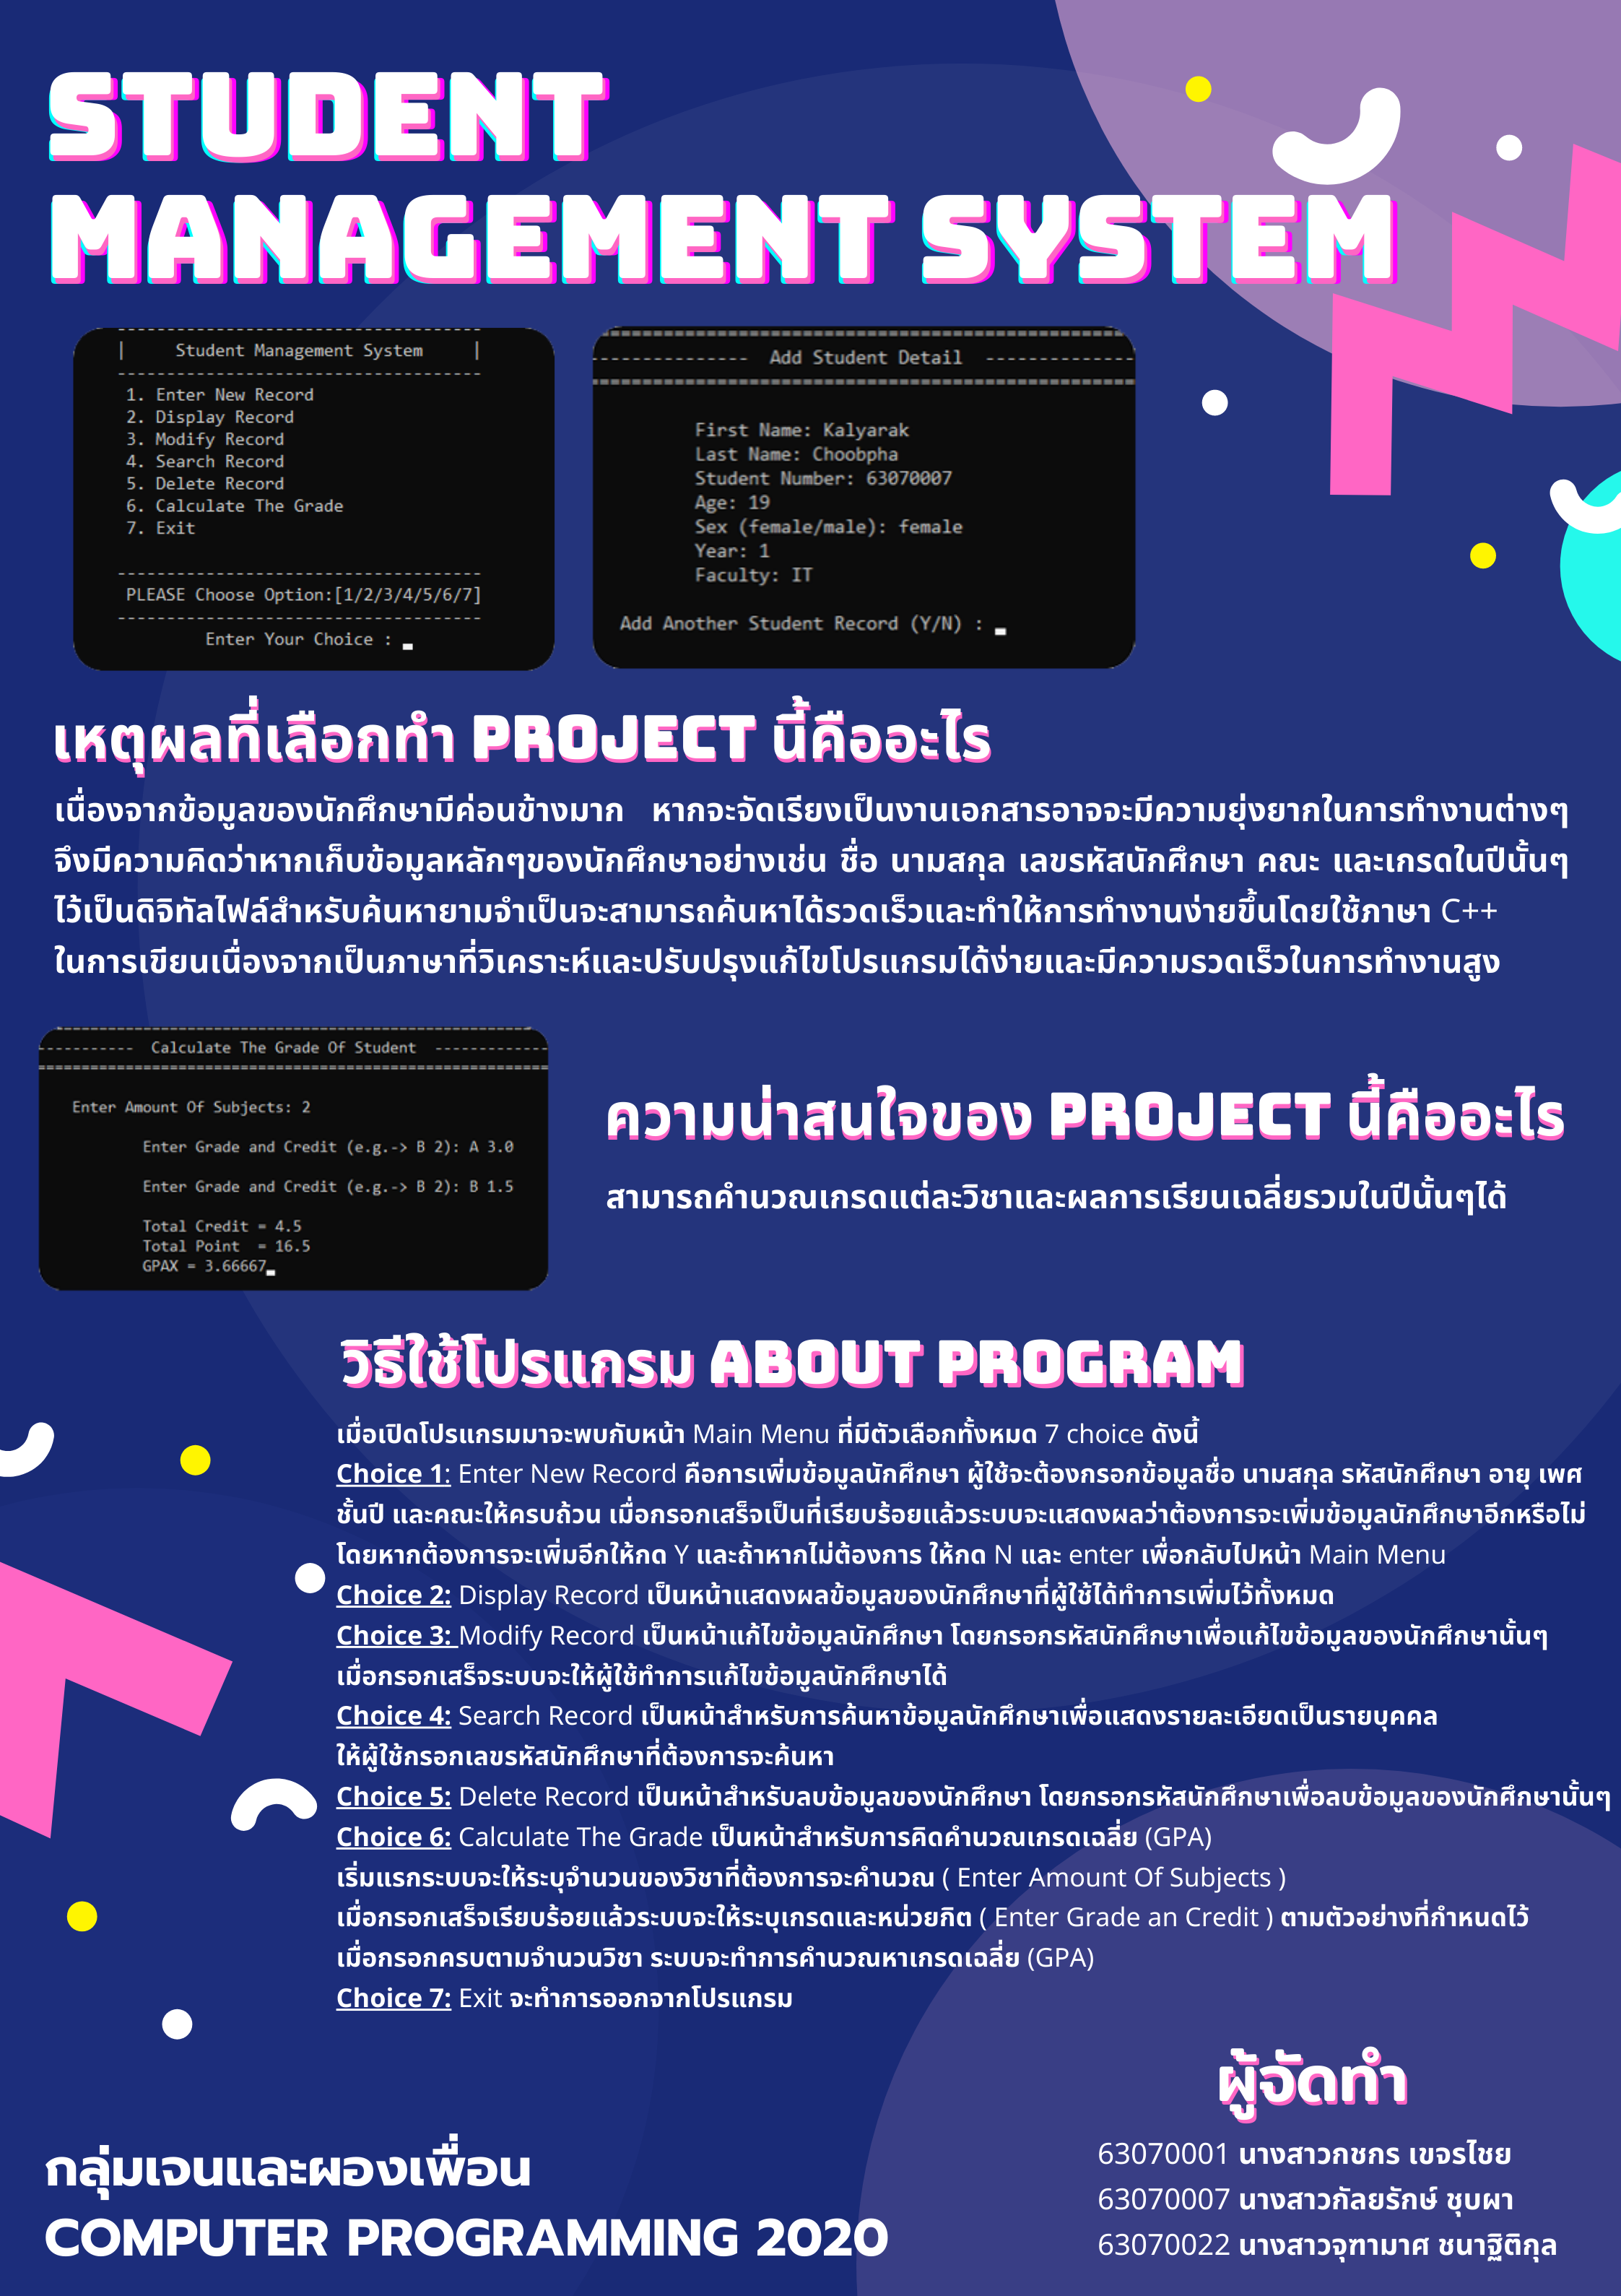 STUDENT
MANAGEMENT SYSTEM
------------------------------------
| Student Management System |
------------------------------------
1. Enter New Record
2. Display Record
3. Modify Record
4. Search Record
5. Delete Record
6. Calculate The Grade
7. Exit
------------------------------------
PLEASE Choose Option:[1/2/3/4/5/6/7]
------------------------------------
Enter Your Choice :
--------------- Add Student Detail --------------
First Name: Kalyarak
Last Name: Choobpha
Student Number: 63070007
Age: 19
Sex (female/male): female
Year: 1
Faculty: IT
Add Another Student Record (Y/N) :
เหตุผลที่เลือกทำ PROJECT นี้คืออะไร
เนื่องจากข้อมูลของนักศึกษามีค่อนข้างมาก หากจะจัดเรียงเป็นงานเอกสารอาจจะมีความยุ่งยากในการทำงานต่างๆ
จึงมีความคิดว่าหากเก็บข้อมูลหลักๆของนักศึกษาอย่างเช่น ชื่อ นามสกุล เลขรหัสนักศึกษา คณะ และเกรดในปีนั้นๆ
ไว้เป็นดิจิทัลไฟล์สำหรับค้นหายามจำเป็นจะสามารถค้นหาได้รวดเร็วและทำให้การทำงานง่ายขึ้นโดยใช้ภาษา C++
ในการเขียนเนื่องจากเป็นภาษาที่วิเคราะห์และปรับปรุงแก้ไขโปรแกรมได้ง่ายและมีความรวดเร็วในการทำงานสูง
----------- Calculate The Grade Of Student -------------
Enter Amount Of Subjects: 2
Enter Grade and Credit (e.g.-> B 2): A 3.0
Enter Grade and Credit (e.g.-> B 2): B 1.5
Total Credit = 4.5
Total Point = 16.5
GPAX = 3.66667
ความน่าสนใจของ PROJECT นี้คืออะไร
สามารถคำนวณเกรดแต่ละวิชาและผลการเรียนเฉลี่ยรวมในปีนั้นๆได้
วิธีใช้โปรแกรม ABOUT PROGRAM
เมื่อเปิดโปรแกรมมาจะพบกับหน้า Main Menu ที่มีตัวเลือกทั้งหมด 7 choice ดังนี้
Choice 1: Enter New Record คือการเพิ่มข้อมูลนักศึกษา ผู้ใช้จะต้องกรอกข้อมูลชื่อ นามสกุล รหัสนักศึกษา อายุ เพศ
ชั้นปี และคณะให้ครบถ้วน เมื่อกรอกเสร็จเป็นที่เรียบร้อยแล้วระบบจะแสดงผลว่าต้องการจะเพิ่มข้อมูลนักศึกษาอีกหรือไม่
โดยหากต้องการจะเพิ่มอีกให้กด Y และถ้าหากไม่ต้องการ ให้กด N และ enter เพื่อกลับไปหน้า Main Menu
Choice 2: Display Record เป็นหน้าแสดงผลข้อมูลของนักศึกษาที่ผู้ใช้ได้ทำการเพิ่มไว้ทั้งหมด
Choice 3: Modify Record เป็นหน้าแก้ไขข้อมูลนักศึกษา โดยกรอกรหัสนักศึกษาเพื่อแก้ไขข้อมูลของนักศึกษานั้นๆ
เมื่อกรอกเสร็จระบบจะให้ผู้ใช้ทำการแก้ไขข้อมูลนักศึกษาได้
Choice 4: Search Record เป็นหน้าสำหรับการค้นหาข้อมูลนักศึกษาเพื่อแสดงรายละเอียดเป็นรายบุคคล
ให้ผู้ใช้กรอกเลขรหัสนักศึกษาที่ต้องการจะค้นหา
Choice 5: Delete Record เป็นหน้าสำหรับลบข้อมูลของนักศึกษา โดยกรอกรหัสนักศึกษาเพื่อลบข้อมูลของนักศึกษานั้นๆ
Choice 6: Calculate The Grade เป็นหน้าสำหรับการคิดคำนวณเกรดเฉลี่ย (GPA)
เริ่มแรกระบบจะให้ระบุจำนวนของวิชาที่ต้องการจะคำนวณ ( Enter Amount Of Subjects )
เมื่อกรอกเสร็จเรียบร้อยแล้วระบบจะให้ระบุเกรดและหน่วยกิต ( Enter Grade an Credit ) ตามตัวอย่างที่กำหนดไว้
เมื่อกรอกครบตามจำนวนวิชา ระบบจะทำการคำนวณหาเกรดเฉลี่ย (GPA)
Choice 7: Exit จะทำการออกจากโปรแกรม
ผู้จัดทำ
63070001 นางสาวกชกร เขจรไชย
63070007 นางสาวกัลยรักษ์ ชุบผา
63070022 นางสาวจุฑามาศ ชนาฐิติกุล
กลุ่มเจนและผองเพื่อน
COMPUTER PROGRAMMING 2020